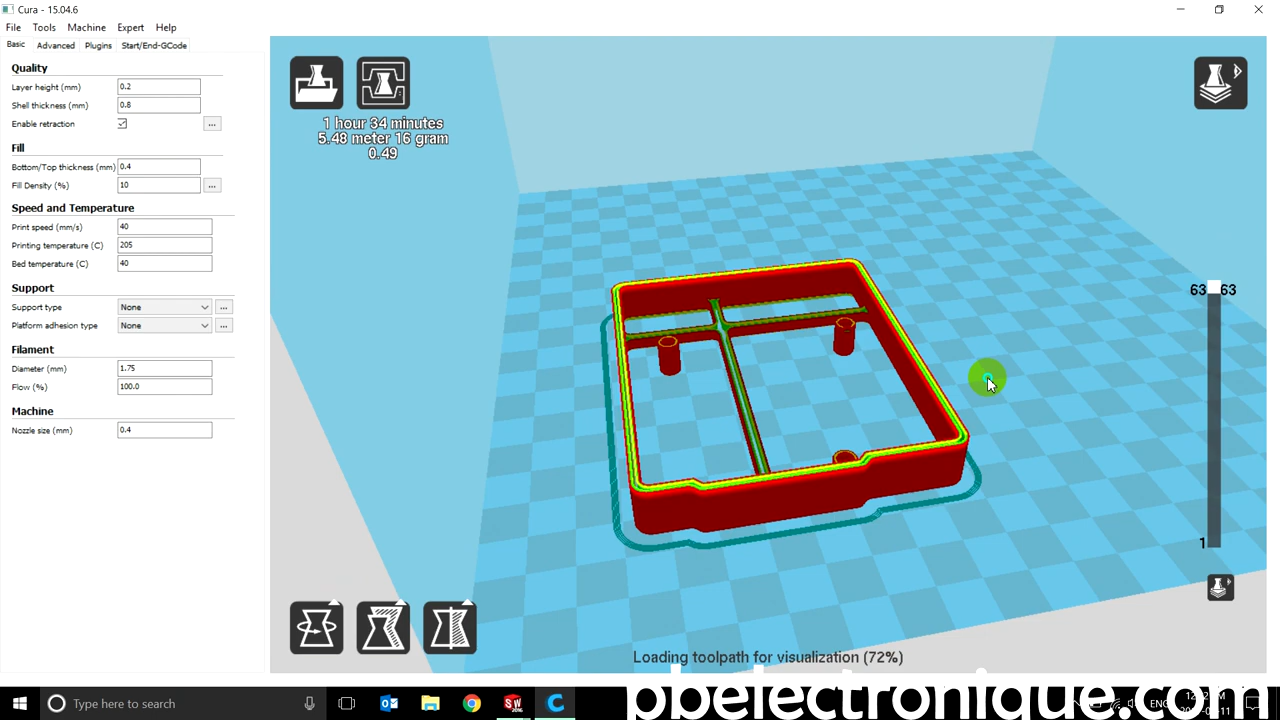 Cura - 15.04.6
File Tools Machine Expert Help
Basic Advanced Plugins Start/End-GCode
Quality
Layer height (mm) 0.2
Shell thickness (mm) 0.8
Enable retraction ...
Fill
Bottom/Top thickness (mm) 0.4
Fill Density (%) 10 ...
Speed and Temperature
Print speed (mm/s) 40
Printing temperature (C) 205
Bed temperature (C) 40
Support
Support type None ...
Platform adhesion type None ...
Filament
Diameter (mm) 1.75
Flow (%) 100.0
Machine
Nozzle size (mm) 0.4
1 hour 34 minutes
5.48 meter 16 gram
0.49
63 63
1
Loading toolpath for visualization (72%)
Type here to search
ENG
pbelectronique.com